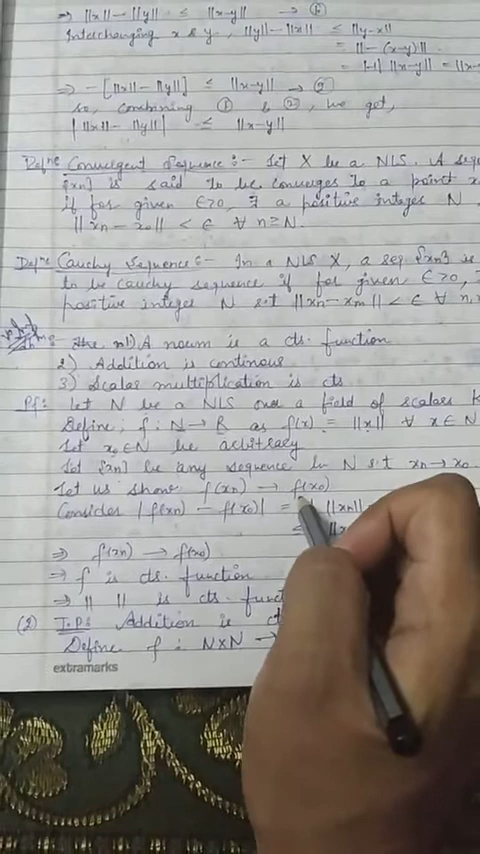 ⇒ ||x|| - ||y|| ≤ ||x-y|| → ①
Interchanging x & y, ||y|| - ||x|| ≤ ||y-x||
= ||-(x-y)||
= |-1| ||x-y|| = ||x-
⇒ -[||x|| - ||y||] ≤ ||x-y|| → ②
So, combining ① & ②, we get,
| ||x|| - ||y|| | ≤ ||x-y||
Defn: Convergent Sequence :- Let X be a NLS. A seq
{xn} is said to be converges to a point x
if for given ε>0, ∃ a positive integer N
||xn - x0|| < ε ∀ n≥N.
Defn: Cauchy Sequence :- In a NLS X, a seq. {xn} is
to be cauchy sequence if for given ε>0,
positive integer N s.t ||xn-xm|| < ε ∀ n,
1) A norm is a cts. function
2) Addition is continous
3) Scalar multiplication is cts
Pf: Let N be a NLS over a field of scalars K
Define: f: N→R as f(x) = ||x|| ∀ x∈N
Let x0∈N be arbitrary
Let {xn} be any sequence in N s.t xn→x0.
Let us show f(xn) → f(x0)
Consider |f(xn) - f(x0)| = | ||xn||
≤ ||x
⇒ f(xn) → f(x0)
⇒ f is cts. function
⇒ || || is cts. funct
(2) T.P: Addition is ct
Define f : N×N →
extramarks